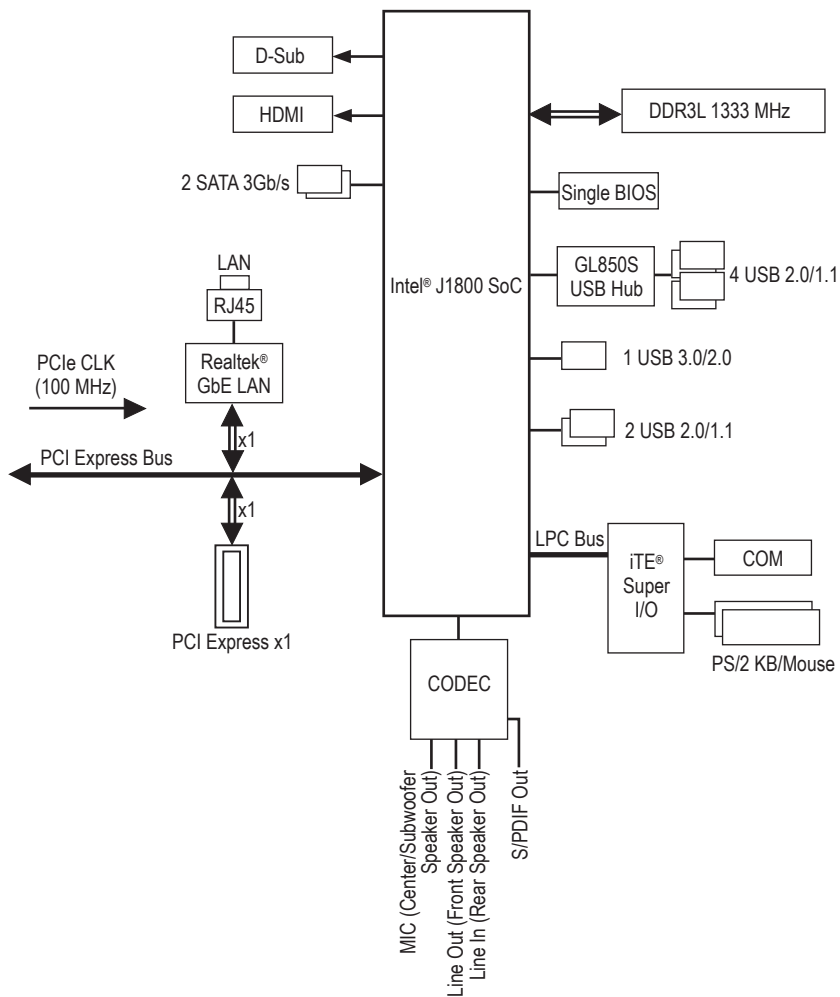 D-Sub
HDMI
2 SATA 3Gb/s
LAN
RJ45
Realtek®
GbE LAN
PCIe CLK
(100 MHz)
x1
PCI Express Bus
x1
PCI Express x1
Intel® J1800 SoC
DDR3L 1333 MHz
Single BIOS
GL850S
USB Hub
4 USB 2.0/1.1
1 USB 3.0/2.0
2 USB 2.0/1.1
LPC Bus
iTE®
Super
I/O
COM
PS/2 KB/Mouse
CODEC
MIC (Center/Subwoofer
Speaker Out)
Line Out (Front Speaker Out)
Line In (Rear Speaker Out)
S/PDIF Out